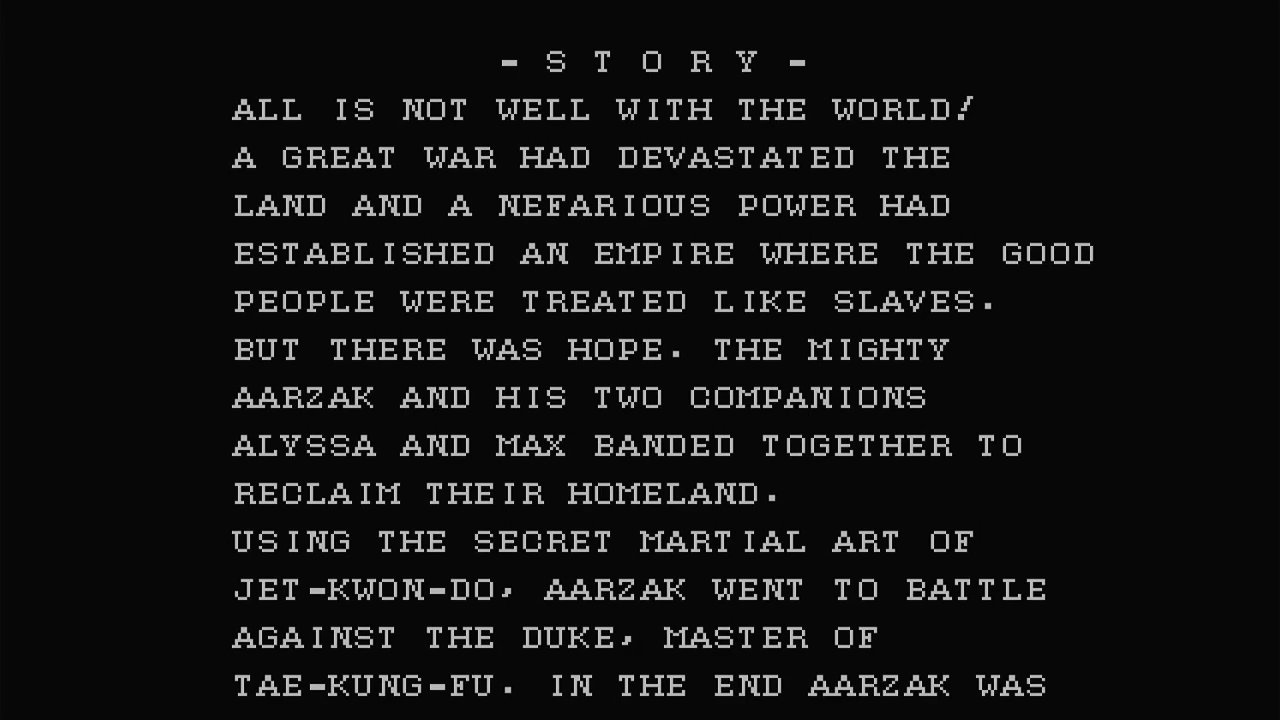 - S T O R Y -
ALL IS NOT WELL WITH THE WORLD!
A GREAT WAR HAD DEVASTATED THE
LAND AND A NEFARIOUS POWER HAD
ESTABLISHED AN EMPIRE WHERE THE GOOD
PEOPLE WERE TREATED LIKE SLAVES.
BUT THERE WAS HOPE. THE MIGHTY
AARZAK AND HIS TWO COMPANIONS
ALYSSA AND MAX BANDED TOGETHER TO
RECLAIM THEIR HOMELAND.
USING THE SECRET MARTIAL ART OF
JET-KWON-DO, AARZAK WENT TO BATTLE
AGAINST THE DUKE, MASTER OF
TAE-KUNG-FU. IN THE END AARZAK WAS